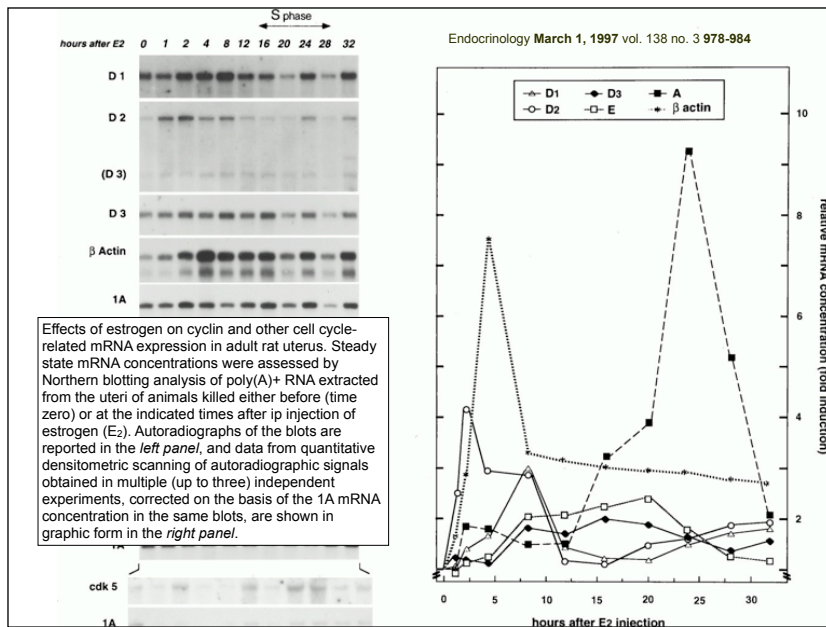 S phase
hours after E2 0 1 2 4 8 12 16 20 24 28 32
D 1
D 2
(D 3)
D 3
β Actin
1A
Effects of estrogen on cyclin and other cell cycle-
related mRNA expression in adult rat uterus. Steady
state mRNA concentrations were assessed by
Northern blotting analysis of poly(A)+ RNA extracted
from the uteri of animals killed either before (time
zero) or at the indicated times after ip injection of
estrogen (E2). Autoradiographs of the blots are
reported in the left panel, and data from quantitative
densitometric scanning of autoradiographic signals
obtained in multiple (up to three) independent
experiments, corrected on the basis of the 1A mRNA
concentration in the same blots, are shown in
graphic form in the right panel.
1A
cdk 5
1A
Endocrinology March 1, 1997 vol. 138 no. 3 978-984
D1 D3 A
D2 E β actin
10
8
6
4
2
relative mRNA concentration (fold induction)
0 5 10 15 20 25 30
hours after E2 injection